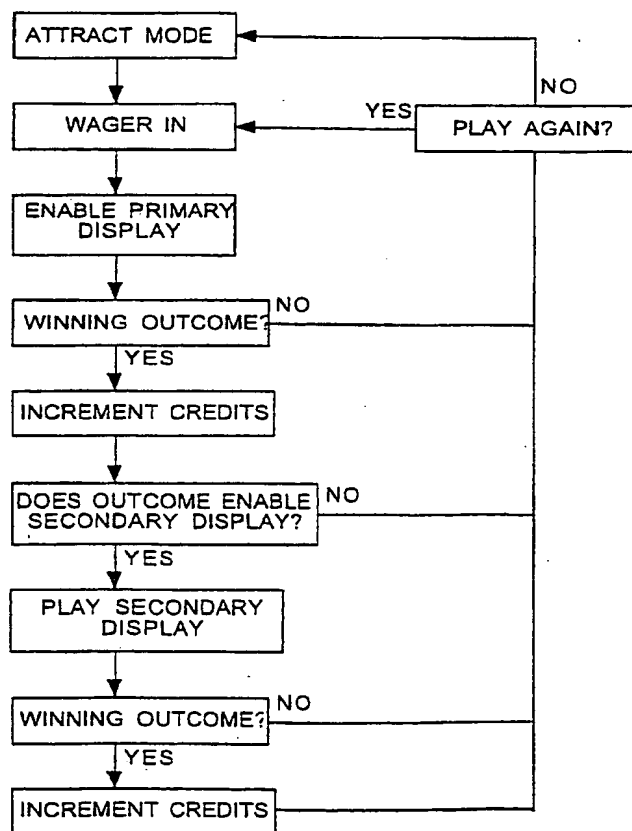 ATTRACT MODE
NO
YES
WAGER IN
PLAY AGAIN?
ENABLE PRIMARY
DISPLAY
NO
WINNING OUTCOME?
YES
INCREMENT CREDITS
DOES OUTCOME ENABLE
SECONDARY DISPLAY?
NO
YES
PLAY SECONDARY
DISPLAY
NO
WINNING OUTCOME?
YES
INCREMENT CREDITS